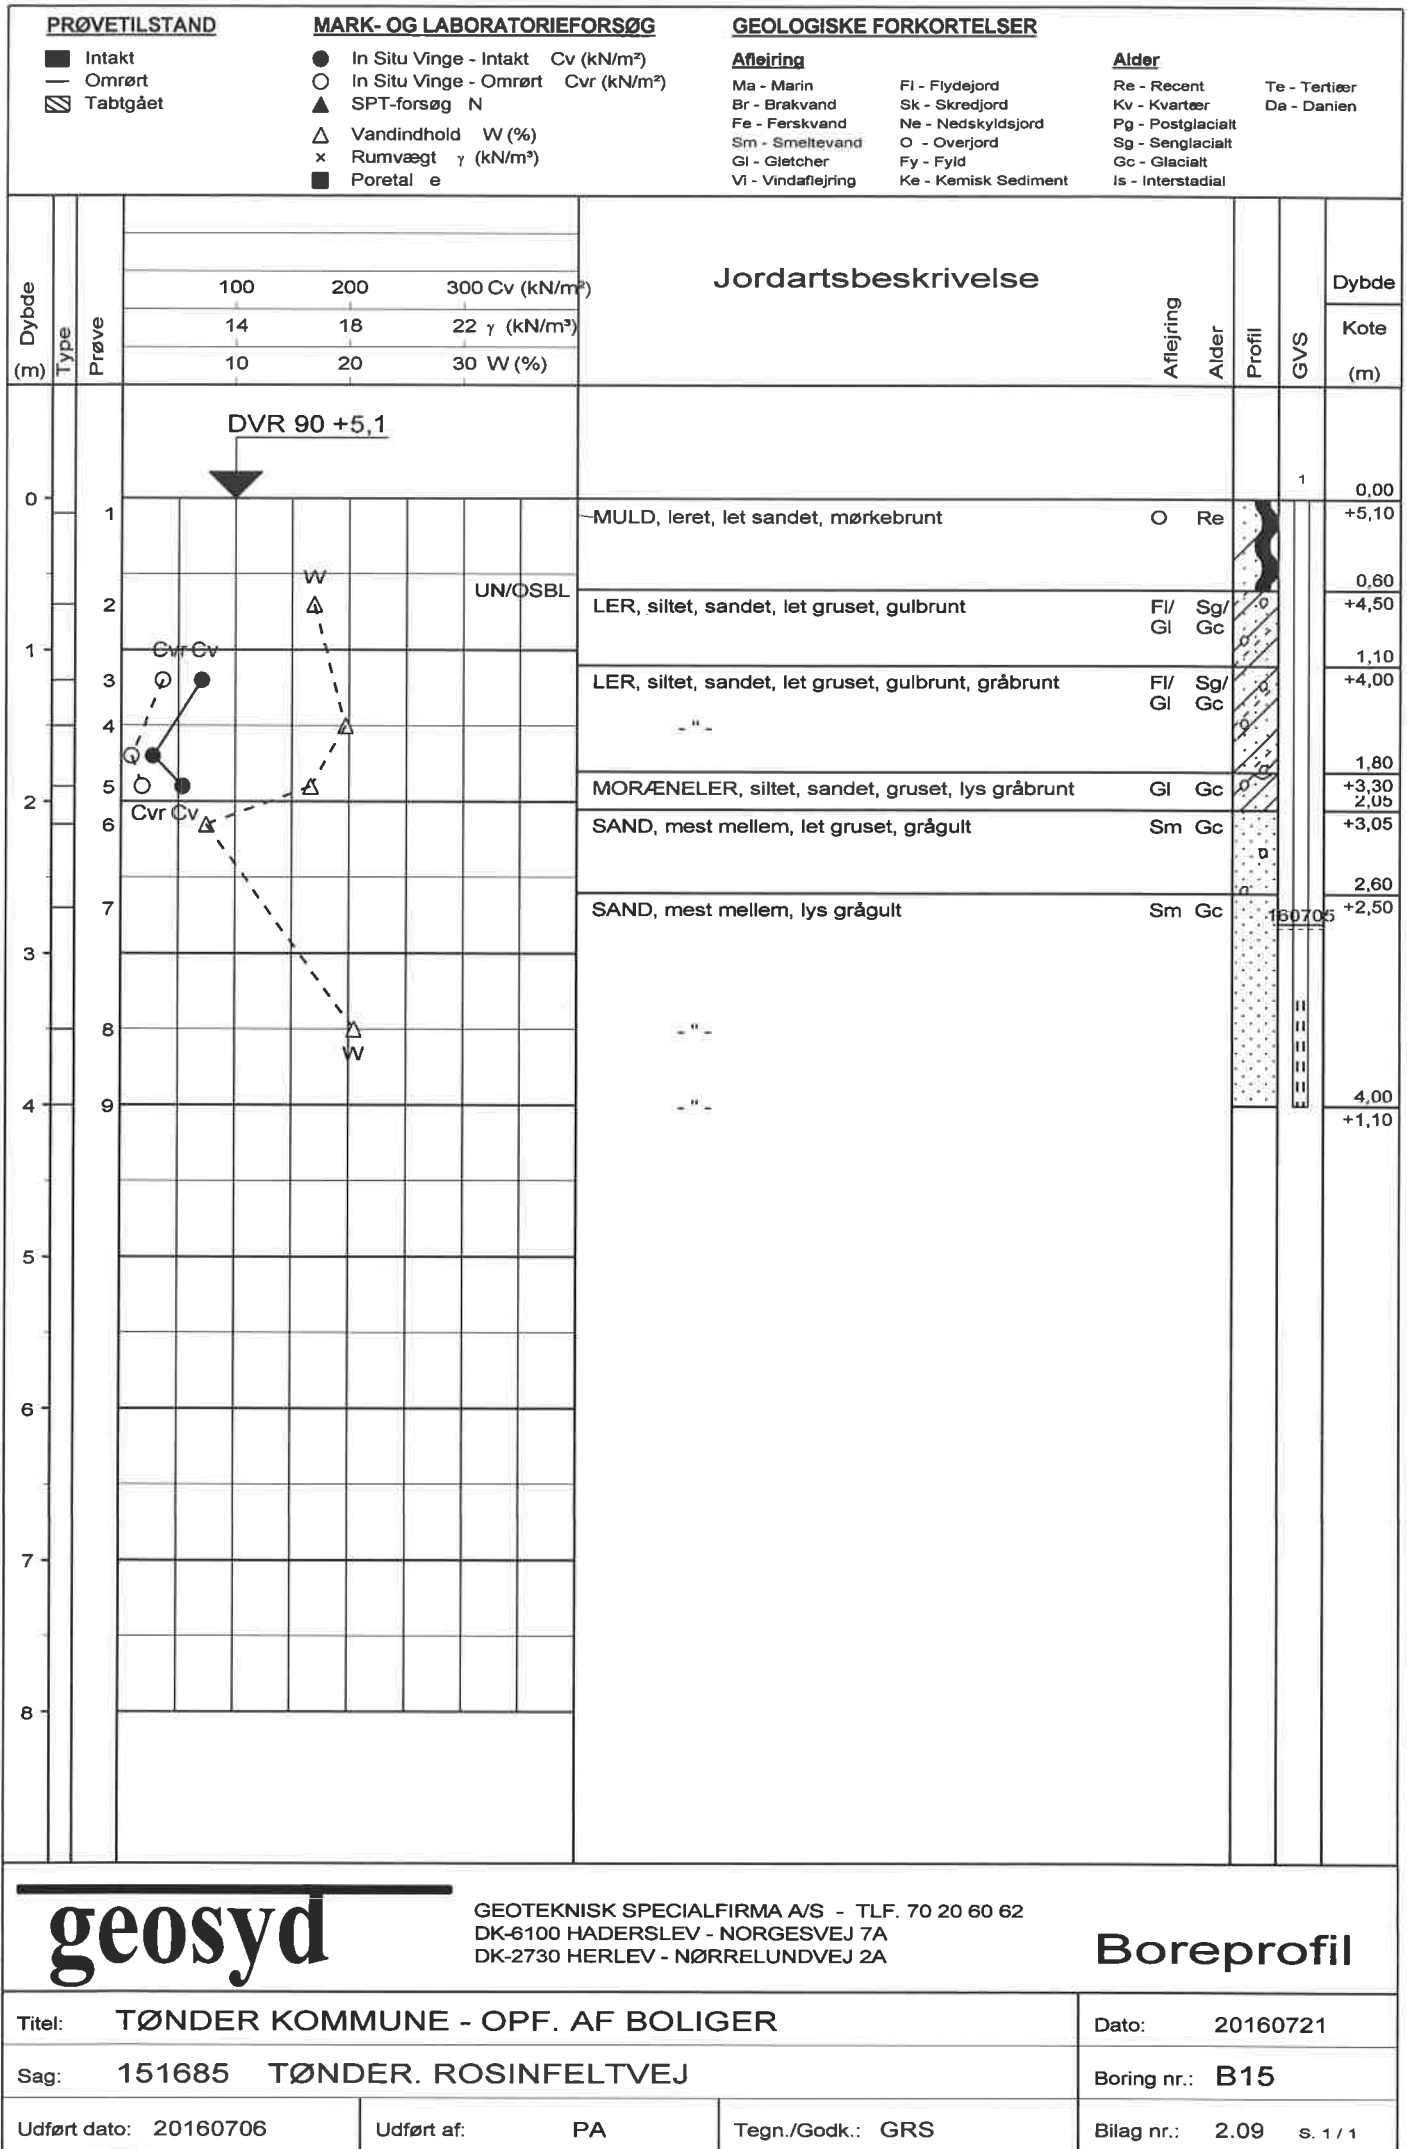 PRØVETILSTAND
Intakt
Omrørt
Tabtgået
MARK- OG LABORATORIEFORSØG
In Situ Vinge - Intakt Cv (kN/m²)
In Situ Vinge - Omrørt Cvr (kN/m²)
SPT-forsøg N
Vandindhold W (%)
Rumvægt γ (kN/m³)
Poretal e
GEOLOGISKE FORKORTELSER
Aflejring
Ma - Marin
Br - Brakvand
Fe - Ferskvand
Sm - Smeltevand
Gl - Gletcher
Vi - Vindaflejring
Fl - Flydejord
Sk - Skredjord
Ne - Nedskyldsjord
O - Overjord
Fy - Fyld
Ke - Kemisk Sediment
Alder
Re - Recent
Kv - Kvartær
Pg - Postglacialt
Sg - Senglacialt
Gc - Glacialt
Is - Interstadial
Te - Tertiær
Da - Danien
Dybde
(m)
Type
Prøve
100 200 300 Cv (kN/m²)
14 18 22 γ (kN/m³)
10 20 30 W (%)
Jordartsbeskrivelse
Aflejring
Alder
Profil
GVS
Dybde
Kote
(m)
DVR 90 +5,1
1
0 0,00
1 MULD, leret, let sandet, mørkebrunt O Re +5,10
W
UN/OSBL 0,60
2 LER, siltet, sandet, let gruset, gulbrunt Fl/ Sg/ +4,50
Gl Gc
1 Cvr Cv 1,10
3 LER, siltet, sandet, let gruset, gulbrunt, gråbrunt Fl/ Sg/ +4,00
Gl Gc
4 - " -
1,80
5 MORÆNELER, siltet, sandet, gruset, lys gråbrunt Gl Gc +3,30
2 2,05
Cvr Cv
6 SAND, mest mellem, let gruset, grågult Sm Gc +3,05
2,60
7 SAND, mest mellem, lys grågult Sm Gc 160705 +2,50
3
8 - " -
W
4 9 - " - 4,00
+1,10
5
6
7
8
geosyd
GEOTEKNISK SPECIALFIRMA A/S - TLF. 70 20 60 62
DK-6100 HADERSLEV - NORGESVEJ 7A
DK-2730 HERLEV - NØRRELUNDVEJ 2A
Boreprofil
Titel: TØNDER KOMMUNE - OPF. AF BOLIGER
Dato: 20160721
Sag: 151685 TØNDER. ROSINFELTVEJ
Boring nr.: B15
Udført dato: 20160706
Udført af: PA
Tegn./Godk.: GRS
Bilag nr.: 2.09 S. 1 / 1